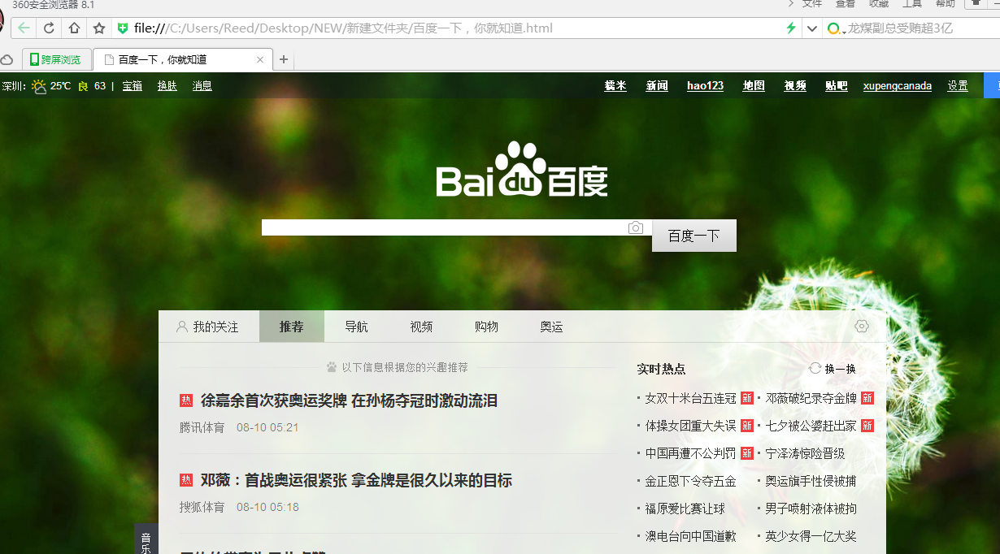 360安全浏览器 8.1
文件 查看 收藏 工具 帮助
file:///C:/Users/Reed/Desktop/NEW/新建文件夹/百度一下，你就知道.html
龙煤副总受贿超3亿
跨屏浏览
百度一下，你就知道
深圳: 25℃ 良 63 | 宝箱 换肤 消息
糯米 新闻 hao123 地图 视频 贴吧 xupengcanada 设置
Bai du 百度
百度一下
我的关注 推荐 导航 视频 购物 奥运
以下信息根据您的兴趣推荐
热 徐嘉余首次获奥运奖牌 在孙杨夺冠时激动流泪
腾讯体育 08-10 05:21
热 邓薇：首战奥运很紧张 拿金牌是很久以来的目标
搜狐体育 08-10 05:18
音乐
实时热点 换一换
女双十米台五连冠 新 邓薇破纪录夺金牌 新
体操女团重大失误 新 七夕被公婆赶出家 新
中国再遭不公判罚 新 宁泽涛惊险晋级
金正恩下令夺五金 奥运旗手性侵被捕
福原爱比赛让球 男子喷射液体被拘
澳电台向中国道歉 英少女得一亿大奖